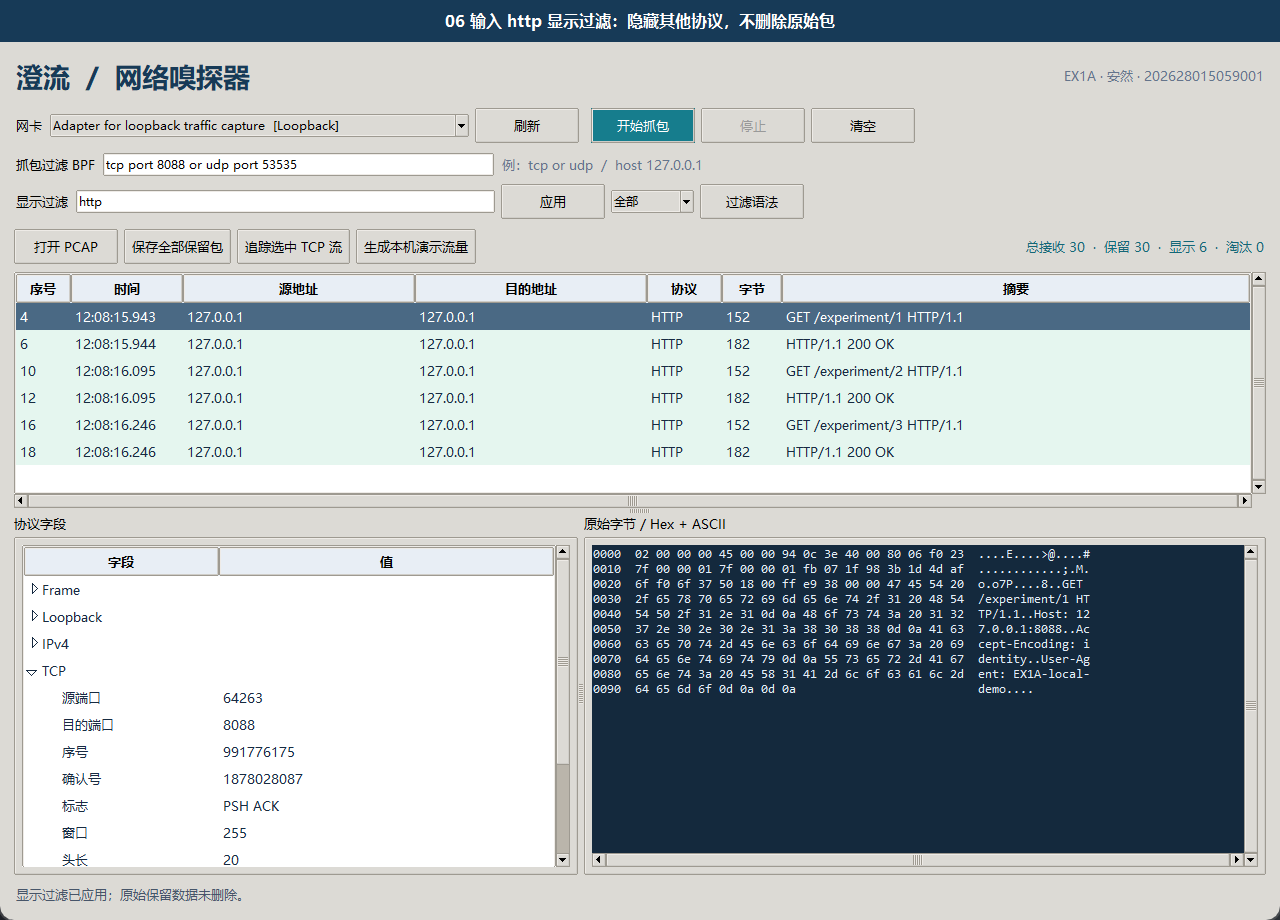 06 输入 http 显示过滤：隐藏其他协议，不删除原始包
澄流 / 网络嗅探器
EX1A · 安然 · 202628015059001
网卡 Adapter for loopback traffic capture [Loopback] 刷新 开始抓包 停止 清空
抓包过滤 BPF tcp port 8088 or udp port 53535 例：tcp or udp / host 127.0.0.1
显示过滤 http 应用 全部 过滤语法
打开 PCAP 保存全部保留包 追踪选中 TCP 流 生成本机演示流量 总接收 30 · 保留 30 · 显示 6 · 淘汰 0
序号 时间 源地址 目的地址 协议 字节 摘要
4 12:08:15.943 127.0.0.1 127.0.0.1 HTTP 152 GET /experiment/1 HTTP/1.1
6 12:08:15.944 127.0.0.1 127.0.0.1 HTTP 182 HTTP/1.1 200 OK
10 12:08:16.095 127.0.0.1 127.0.0.1 HTTP 152 GET /experiment/2 HTTP/1.1
12 12:08:16.095 127.0.0.1 127.0.0.1 HTTP 182 HTTP/1.1 200 OK
16 12:08:16.246 127.0.0.1 127.0.0.1 HTTP 152 GET /experiment/3 HTTP/1.1
18 12:08:16.246 127.0.0.1 127.0.0.1 HTTP 182 HTTP/1.1 200 OK
协议字段
字段 值
Frame
Loopback
IPv4
TCP
源端口 64263
目的端口 8088
序号 991776175
确认号 1878028087
标志 PSH ACK
窗口 255
头长 20
原始字节 / Hex + ASCII
0000 02 00 00 00 45 00 00 94 0c 3e 40 00 80 06 f0 23 ....E....>@....#
0010 7f 00 00 01 7f 00 00 01 fb 07 1f 98 3b 1d 4d af ............;.M.
0020 6f f0 6f 37 50 18 00 ff e9 38 00 00 47 45 54 20 o.o7P....8..GET
0030 2f 65 78 70 65 72 69 6d 65 6e 74 2f 31 20 48 54 /experiment/1 HT
0040 54 50 2f 31 2e 31 0d 0a 48 6f 73 74 3a 20 31 32 TP/1.1..Host: 12
0050 37 2e 30 2e 30 2e 31 3a 38 30 38 38 0d 0a 41 63 7.0.0.1:8088..Ac
0060 63 65 70 74 2d 45 6e 63 6f 64 69 6e 67 3a 20 69 cept-Encoding: i
0070 64 65 6e 74 69 74 79 0d 0a 55 73 65 72 2d 41 67 dentity..User-Ag
0080 65 6e 74 3a 20 45 58 31 41 2d 6c 6f 63 61 6c 2d ent: EX1A-local-
0090 64 65 6d 6f 0d 0a 0d 0a demo....
显示过滤已应用；原始保留数据未删除。